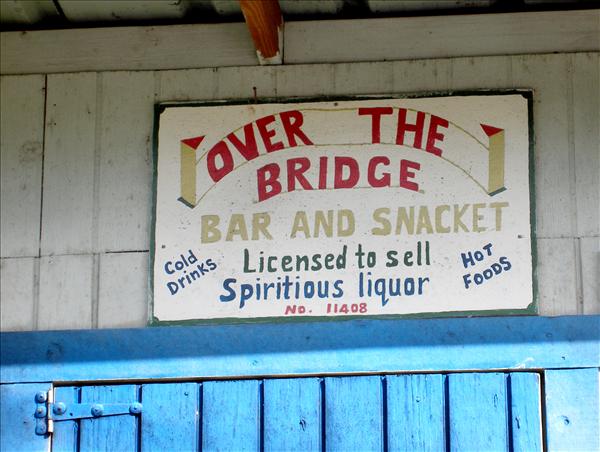 OVER THE
BRIDGE
BAR AND SNACKET
Cold
Drinks
Licensed to sell
Spiritious liquor
HOT
FOODS
No. 11408